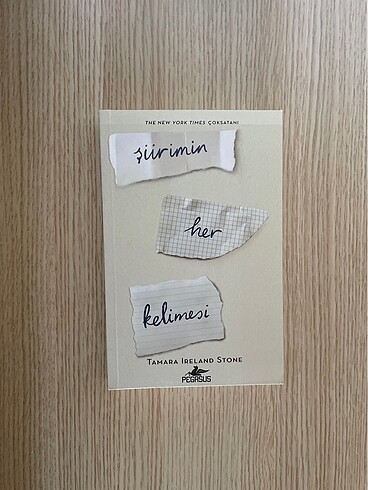 THE NEW YORK TIMES ÇOKSATANI
şiirimin
her
kelimesi
TAMARA IRELAND STONE
PEGASUS